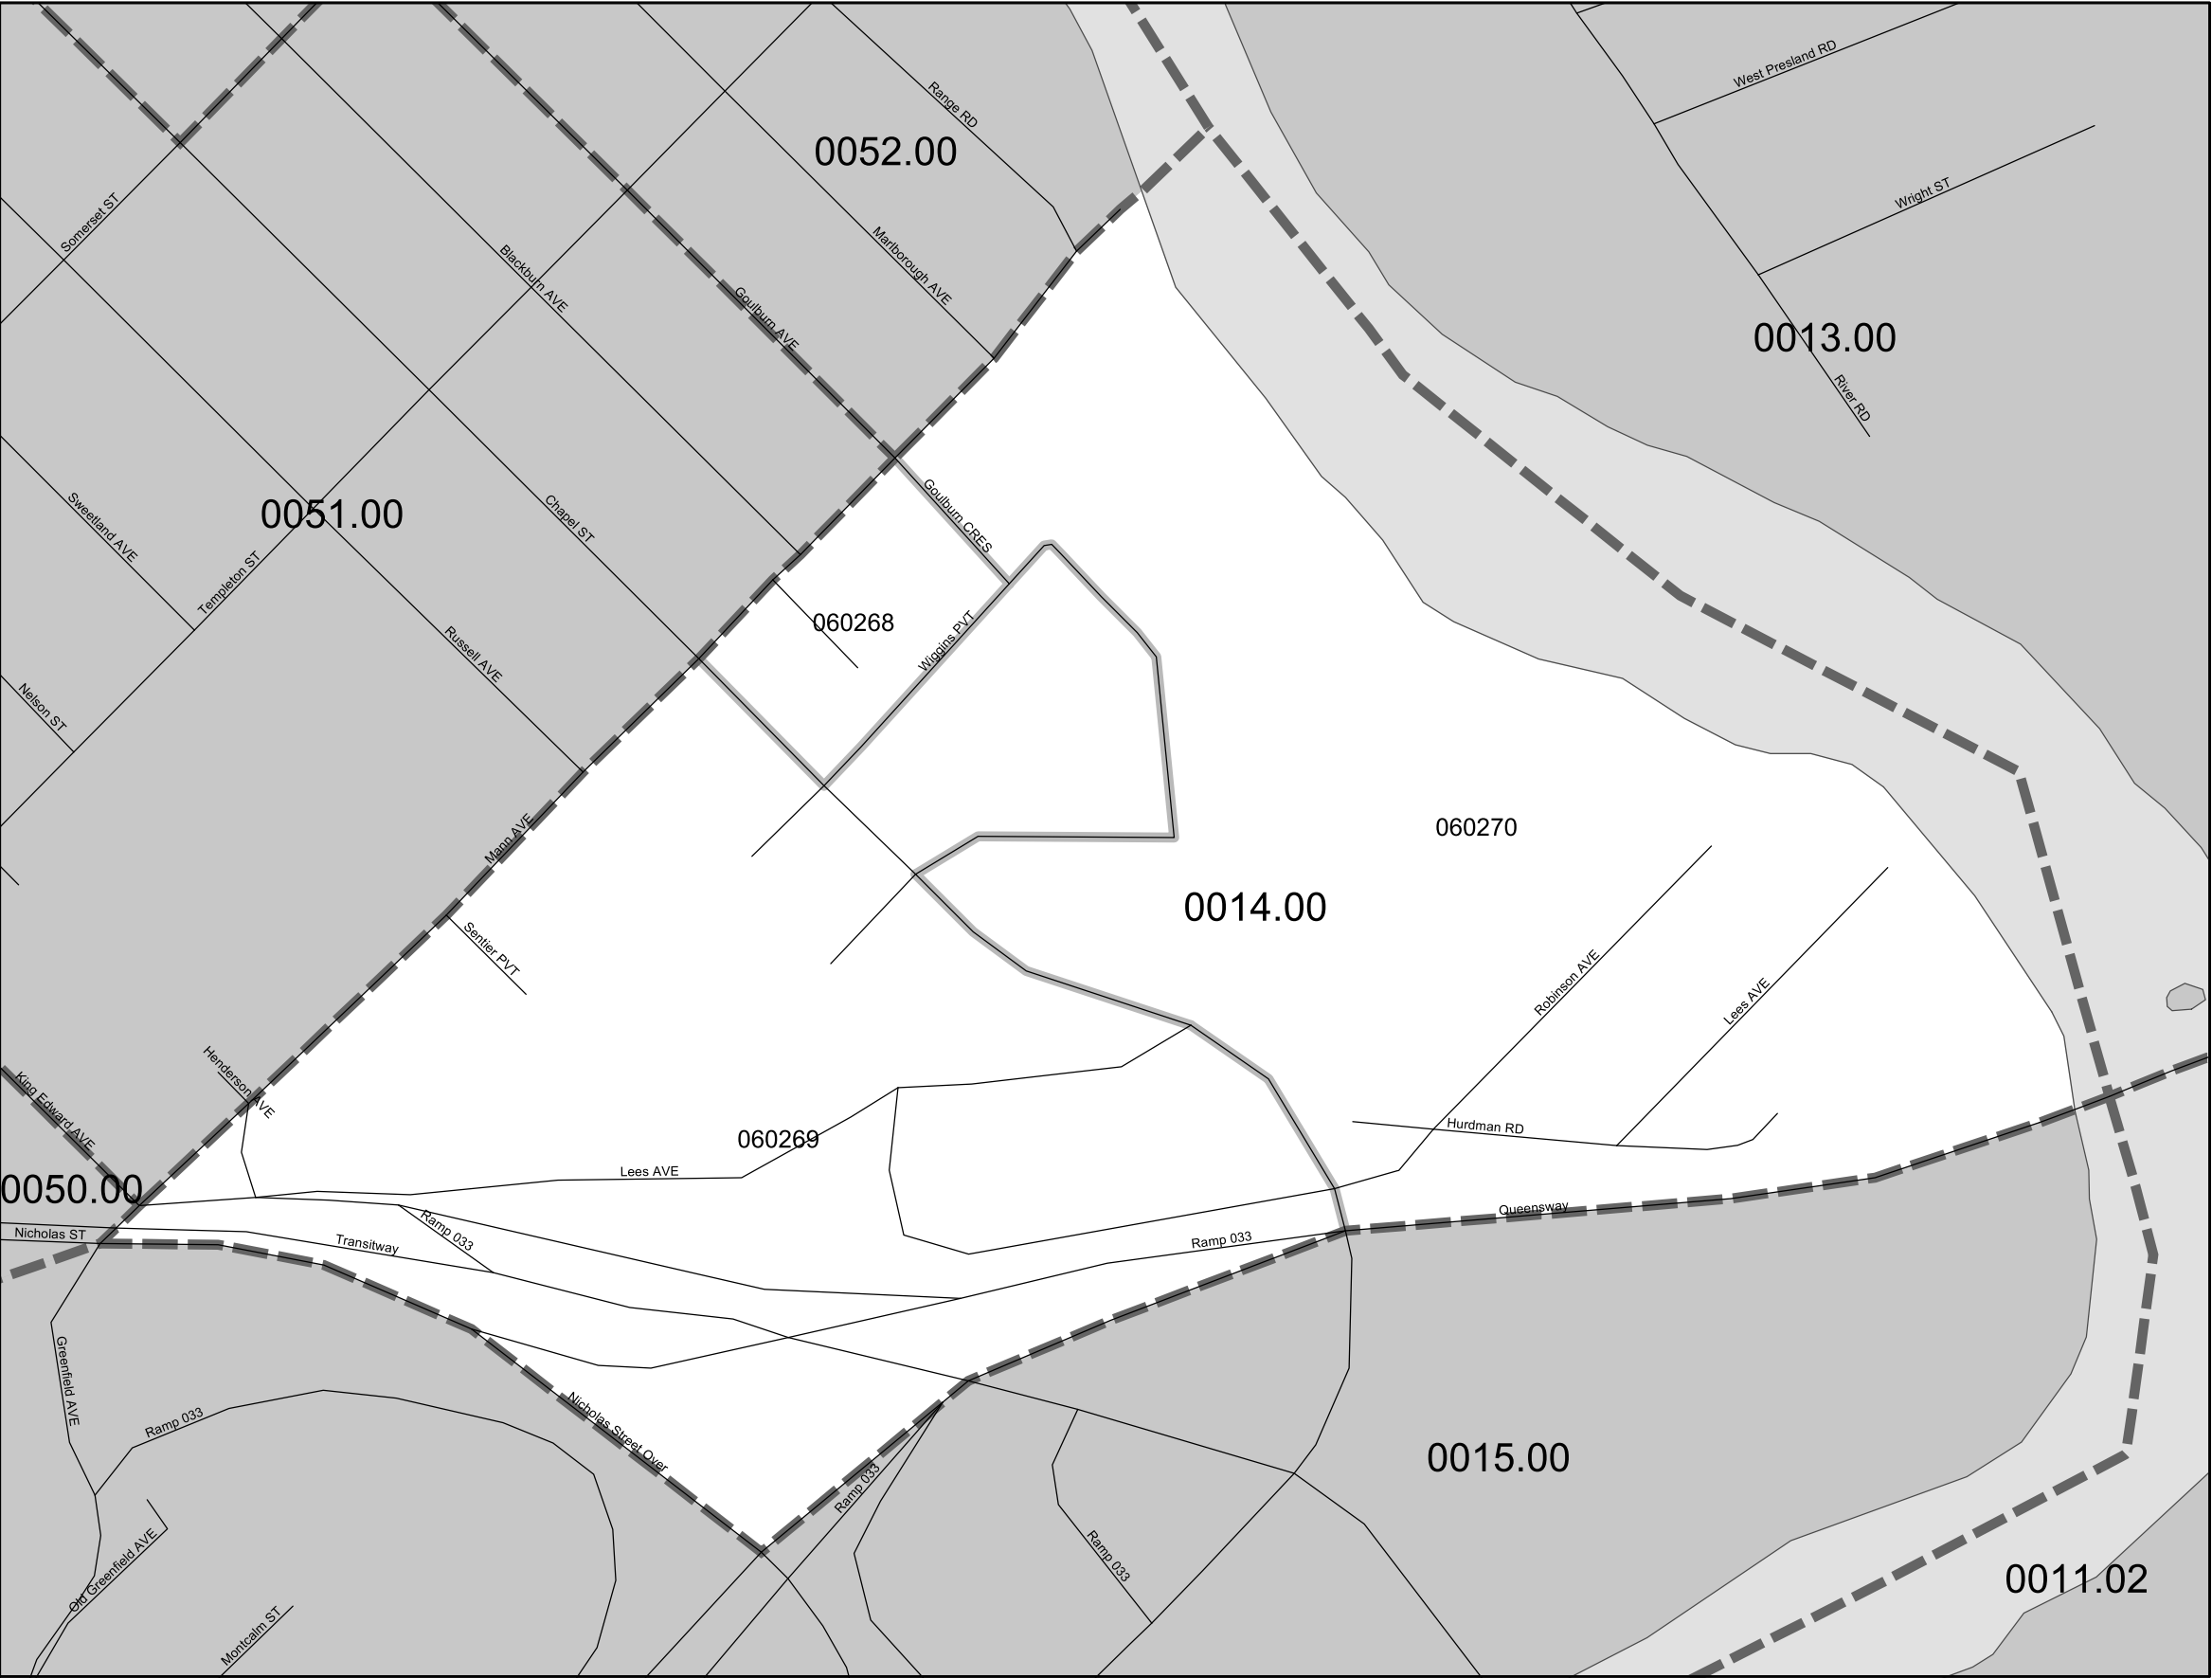 West Presland RD
Range RD
0052.00
Wright ST
Somerset ST
Blackburn AVE
Marlborough AVE
Goulburn AVE
0013.00
River RD
Sweetland AVE
0051.00
Chapel ST
Goulburn CRES
Templeton ST
060268
Wiggins PVT
Russell AVE
Nelson ST
Mann AVE
060270
0014.00
Sentier PVT
Robinson AVE
Lees AVE
Henderson AVE
King Edward AVE
060269
Hurdman RD
Lees AVE
0050.00
Queensway
Nicholas ST
Transitway
Ramp 033
Ramp 033
Greenfield AVE
Ramp 033
Nicholas Street Over
0015.00
Ramp 033
Ramp 033
Old Greenfield AVE
0011.02
Montcalm ST